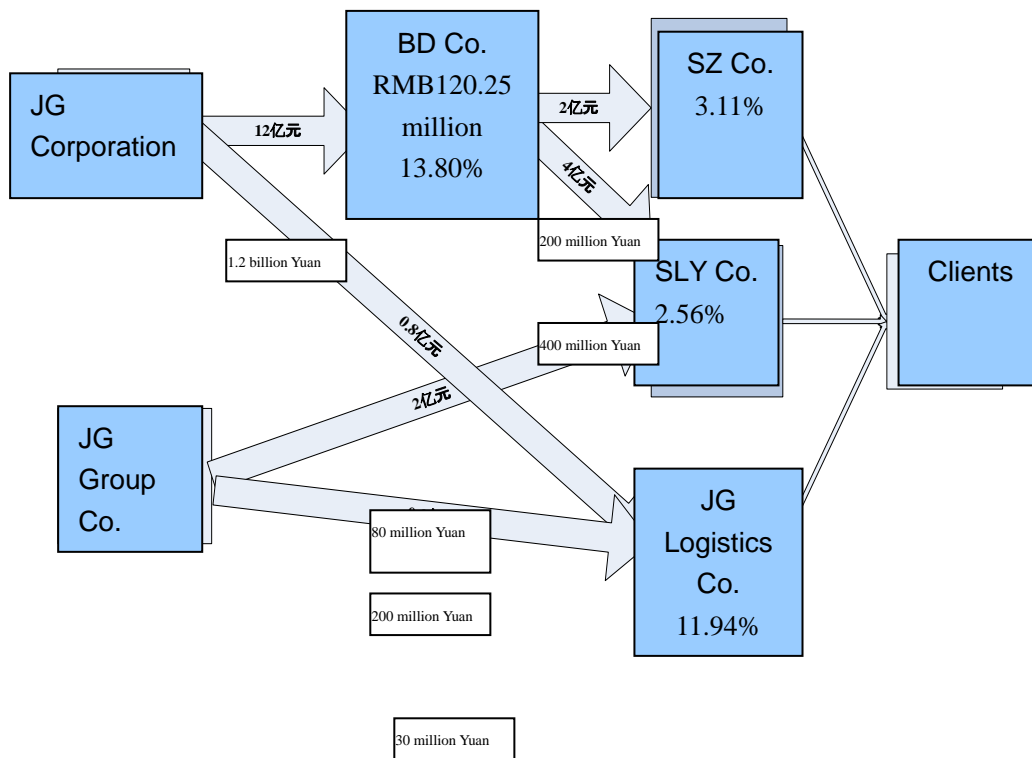 JG
Corporation
12亿元
BD Co.
RMB120.25
million
13.80%
2亿元
4亿元
SZ Co.
3.11%
1.2 billion Yuan
200 million Yuan
SLY Co.
2.56%
Clients
0.8亿元
400 million Yuan
2亿元
JG
Group
Co.
80 million Yuan
JG
Logistics
Co.
11.94%
200 million Yuan
30 million Yuan